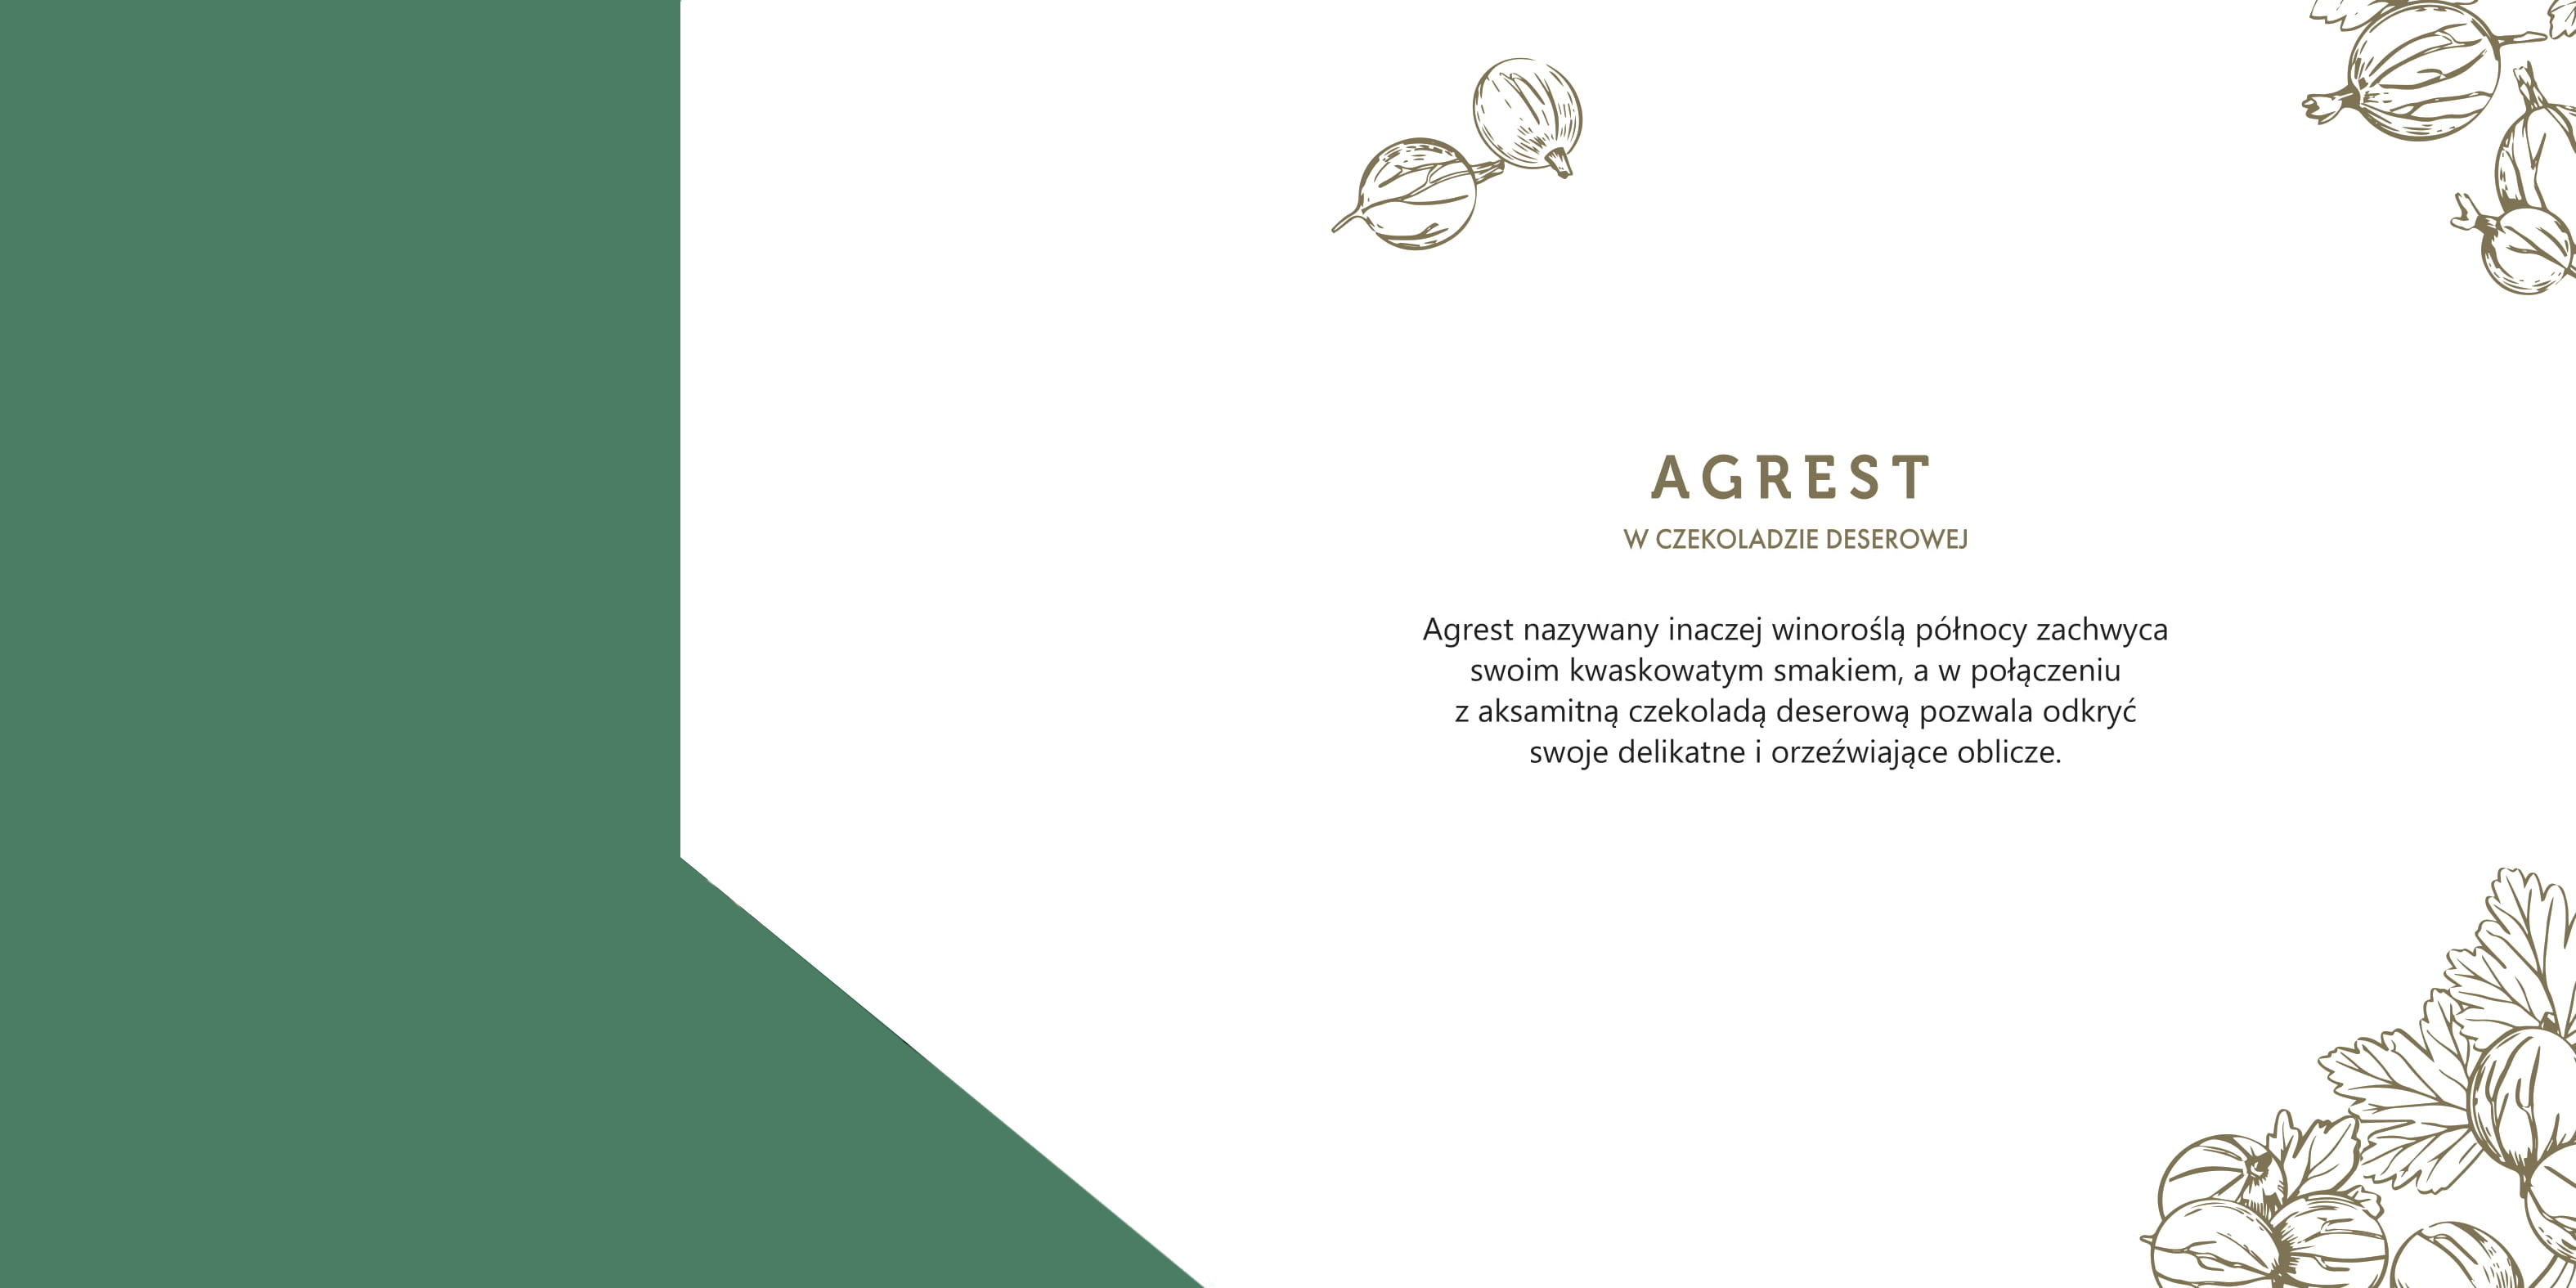 AGREST
W CZEKOLADZIE DESEROWEJ
Agrest nazywany inaczej winoroślą północy zachwyca
swoim kwaskowatym smakiem, a w połączeniu
z aksamitną czekoladą deserową pozwala odkryć
swoje delikatne i orzeźwiające oblicze.